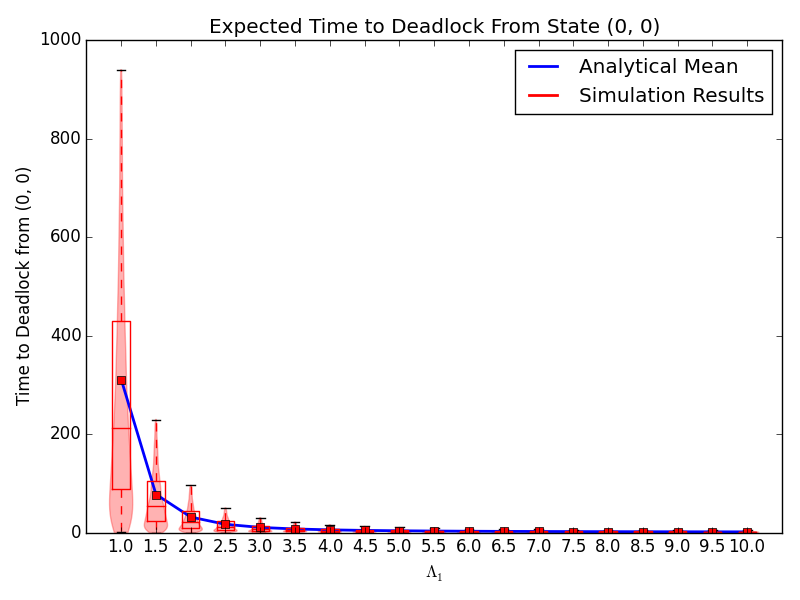 Expected Time to Deadlock From State (0, 0)
1000
800
600
400
200
0
Time to Deadlock from (0, 0)
Analytical Mean
Simulation Results
1.0 1.5 2.0 2.5 3.0 3.5 4.0 4.5 5.0 5.5 6.0 6.5 7.0 7.5 8.0 8.5 9.0 9.5 10.0
Λ₁